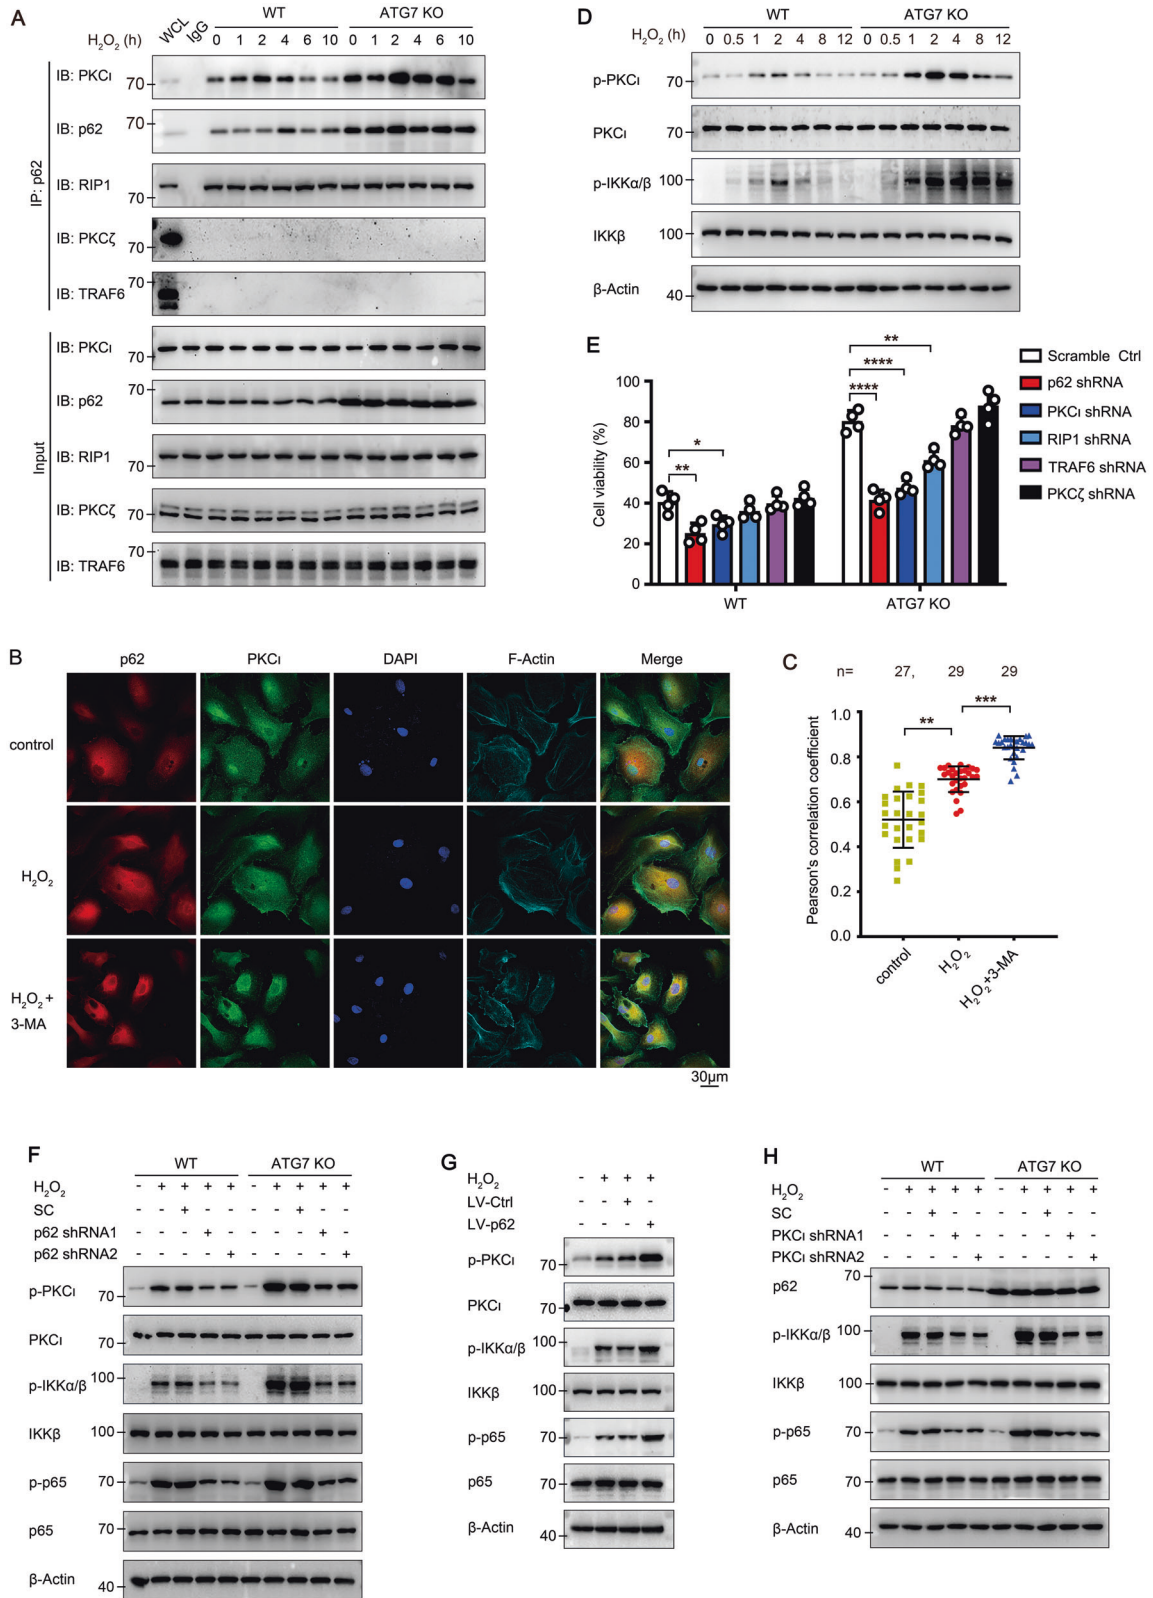 A
WT
ATG7 KO
WCL
IgG
H₂O₂ (h)
0 1 2 4 6 10 0 1 2 4 6 10
IP: p62
IB: PKCι
70
IB: p62
70
IB: RIP1
70
IB: PKCζ
70
IB: TRAF6
70
Input
IB: PKCι
70
IB: p62
70
IB: RIP1
70
IB: PKCζ
70
IB: TRAF6
70
D
WT
ATG7 KO
H₂O₂ (h)
0 0.5 1 2 4 8 12 0 0.5 1 2 4 8 12
p-PKCι
70
PKCι
70
p-IKKα/β
100
IKKβ
100
β-Actin
40
E
Cell viability (%)
100
80
60
40
20
0
* ** **** **** **
WT
ATG7 KO
Scramble Ctrl
p62 shRNA
PKCι shRNA
RIP1 shRNA
TRAF6 shRNA
PKCζ shRNA
B
p62 PKCι DAPI F-Actin Merge
control
H₂O₂
H₂O₂+
3-MA
30μm
C
n= 27, 29 29
** ***
Pearson's correlation coefficient
1.0
0.8
0.6
0.4
0.2
0.0
control
H₂O₂
H₂O₂+3-MA
F
WT
ATG7 KO
H₂O₂ - + + + + - + + + +
SC - - + - - - - + - -
p62 shRNA1 - - - + - - - - + -
p62 shRNA2 - - - - + - - - - +
p-PKCι
70
PKCι
70
p-IKKα/β
100
IKKβ
100
p-p65
70
p65
70
β-Actin
40
G
H₂O₂ - + + +
LV-Ctrl - - + -
LV-p62 - - - +
p-PKCι
70
PKCι
70
p-IKKα/β
100
IKKβ
100
p-p65
70
p65
70
β-Actin
40
H
WT
ATG7 KO
H₂O₂ - + + + + - + + + +
SC - - + - - - - + - -
PKCι shRNA1 - - - + - - - - + -
PKCι shRNA2 - - - - + - - - - +
p62
70
p-IKKα/β
100
IKKβ
100
p-p65
70
p65
70
β-Actin
40